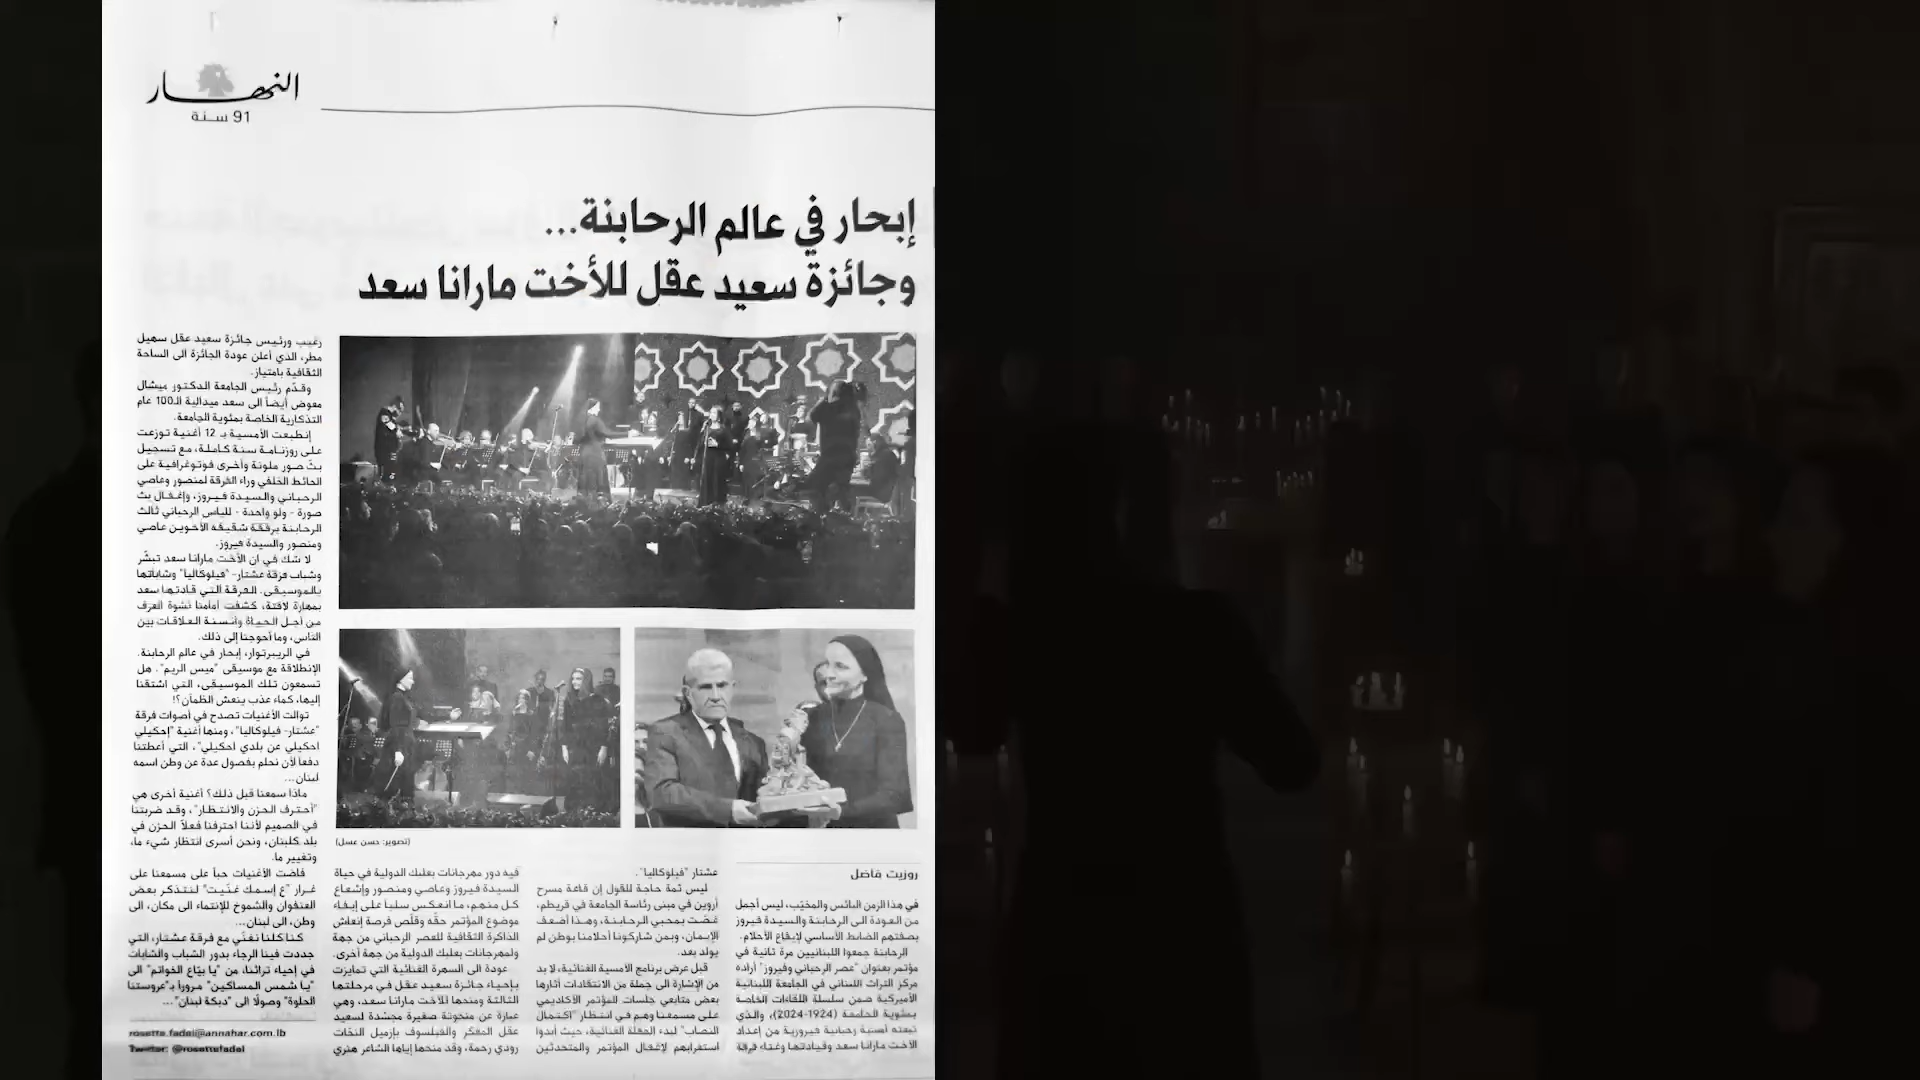 النهار
91 سنة
إبحار في عالم الرحابنة...
وجائزة سعيد عقل للأخت مارانا سعد
(تصوير: حسن عسل)
روزيت فاضل
في هذا الزمن البائس والمخيّب، ليس أجمل
من العودة الى الرحابنة والسيدة فيروز
بصفتهم الضابط الأساسي لإيقاع الأحلام.
الرحابنة جمعوا اللبنانيين مرة ثانية في
مؤتمر بعنوان "عصر الرحباني وفيروز" أراده
مركز التراث اللبناني في الجامعة اللبنانية
الأميركية ضمن سلسلة اللقاءات الخاصة
بمئوية الجامعة (1924-2024)، والذي
تبعته أمسية رحبانية فيروزية من إعداد
الأخت مارانا سعد وقيادتها وغناء فرقة
عشتار "فيلوكاليا".
ليس ثمة حاجة للقول إن قاعة مسرح
أروين في مبنى رئاسة الجامعة في قريطم،
غصّت بمحبي الرحابنة، وهذا أضعف
الإيمان، وبمن شاركونا أحلامنا بوطن لم
يولد بعد.
قبل عرض برنامج الأمسية الغنائية، لا بد
من الإشارة الى جملة من الانتقادات أثارها
بعض متابعي جلسات المؤتمر الأكاديمي
على مسمعنا وهم في انتظار "اكتمال
النصاب" لبدء الحفلة الغنائية، حيث أبدوا
استغرابهم لإغفال المؤتمر والمتحدثين
فيه دور مهرجانات بعلبك الدولية في حياة
السيدة فيروز وعاصي ومنصور وإشعاع
كل منهم، ما انعكس سلباً على إيفاء
موضوع المؤتمر حقّه وقلّص فرصة إنعاش
الذاكرة الثقافية للعصر الرحباني من جهة
ولمهرجانات بعلبك الدولية من جهة أخرى.
عودة الى السهرة الغنائية التي تمايزت
بإحياء جائزة سعيد عقل في مرحلتها
الثالثة ومنحها للأخت مارانا سعد، وهي
عبارة عن منحوتة صغيرة مجسّدة لسعيد
عقل المفكر والفيلسوف بإزميل النحّات
رودي رحمة، وقد منحها إياها الشاعر هنري
زغيب ورئيس جائزة سعيد عقل سهيل
مطر، الذي أعلن عودة الجائزة الى الساحة
الثقافية بامتياز.
وقدّم رئيس الجامعة الدكتور ميشال
معوض أيضاً الى سعد ميدالية الـ100 عام
التذكارية الخاصة بمئوية الجامعة.
إنطبعت الأمسية بـ 12 أغنية توزعت
على روزنامة سنة كاملة، مع تسجيل
بثّ صور ملونة وأخرى فوتوغرافية على
الحائط الخلفي وراء الفرقة لمنصور وعاصي
الرحباني والسيدة فيروز، وإغفال بث
صورة - ولو واحدة - للياس الرحباني ثالث
الرحابنة برفقة شقيقه الأخوين عاصي
ومنصور والسيدة فيروز.
لا شك في ان الأخت مارانا سعد تبشّر
وشباب فرقة عشتار- "فيلوكاليا" وشاباتها
بالموسيقى. الفرقة التي قادتها سعد
بمهارة لافتة، كشفت أمامنا نشوة العزف
من أجل الحياة وأنسنة العلاقات بين
الناس، وما أحوجنا إلى ذلك.
في الريبرتوار، إبحار في عالم الرحابنة.
الإنطلاقة مع موسيقى "ميس الريم". هل
تسمعون تلك الموسيقى، التي اشتقنا
إليها، كماء عذب ينعش الظمآن؟!
توالت الأغنيات تصدح في أصوات فرقة
"عشتار- فيلوكاليا"، ومنها أغنية "إحكيلي
احكيلي عن بلدي احكيلي"، التي أعطتنا
دفعاً لأن نحلم بفصول عدة عن وطن اسمه
لبنان...
ماذا سمعنا قبل ذلك؟ أغنية أخرى هي
"أحترف الحزن والانتظار"، وقد ضربتنا
في الصميم لأننا احترفنا فعلاً الحزن في
بلد كلبنان، ونحن أسرى انتظار شيء ما،
وتغيير ما.
فاضت الأغنيات حباً على مسمعنا على
غرار "ع إسمك غنّيت" لنتذكر بعض
العنفوان والشموخ للإنتماء الى مكان، الى
وطن، الى لبنان...
كنا كلنا نغنّي مع فرقة عشتار، التي
جددت فينا الرجاء بدور الشباب والشابات
في إحياء تراثنا، من "يا بيّاع الخواتم" الى
"يا شمس المساكين" مروراً بـ"عروستنا
الحلوة" وصولًا الى "دبكة لبنان"...
rosette.fadel@annahar.com.lb
Twitter: @rosettefadel